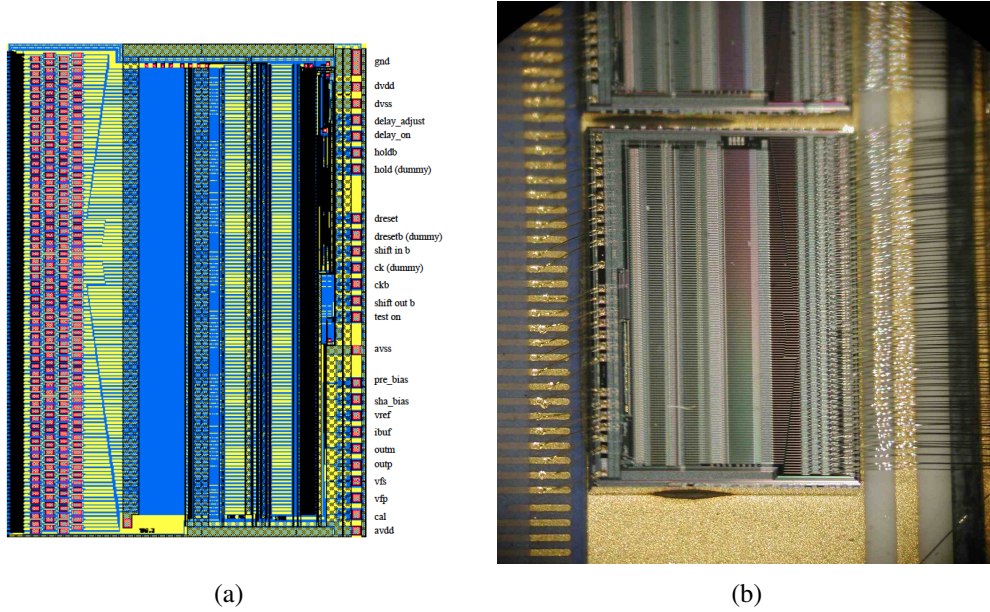 gnd
dvdd
dvss
delay_adjust
delay_on
holdb
hold (dummy)
dreset
dresetb (dummy)
shift in b
ck (dummy)
ckb
shift out b
test on
avss
pre_bias
sha_bias
vref
ibuf
outm
outp
vfs
vfp
cal
avdd
(a)
(b)